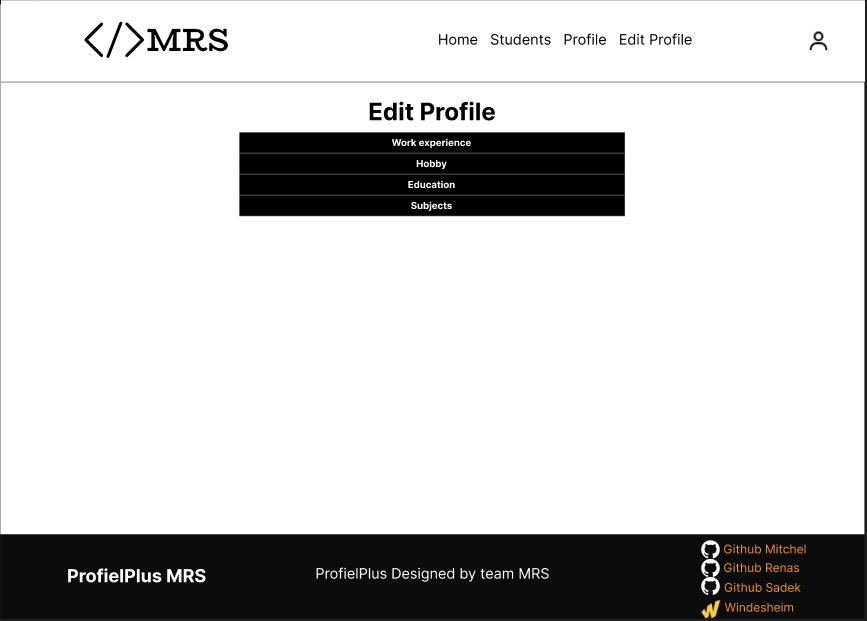 </>MRS
Home Students Profile Edit Profile
Edit Profile
Work experience
Hobby
Education
Subjects
ProfielPlus MRS
ProfielPlus Designed by team MRS
Github Mitchel
Github Renas
Github Sadek
Windesheim